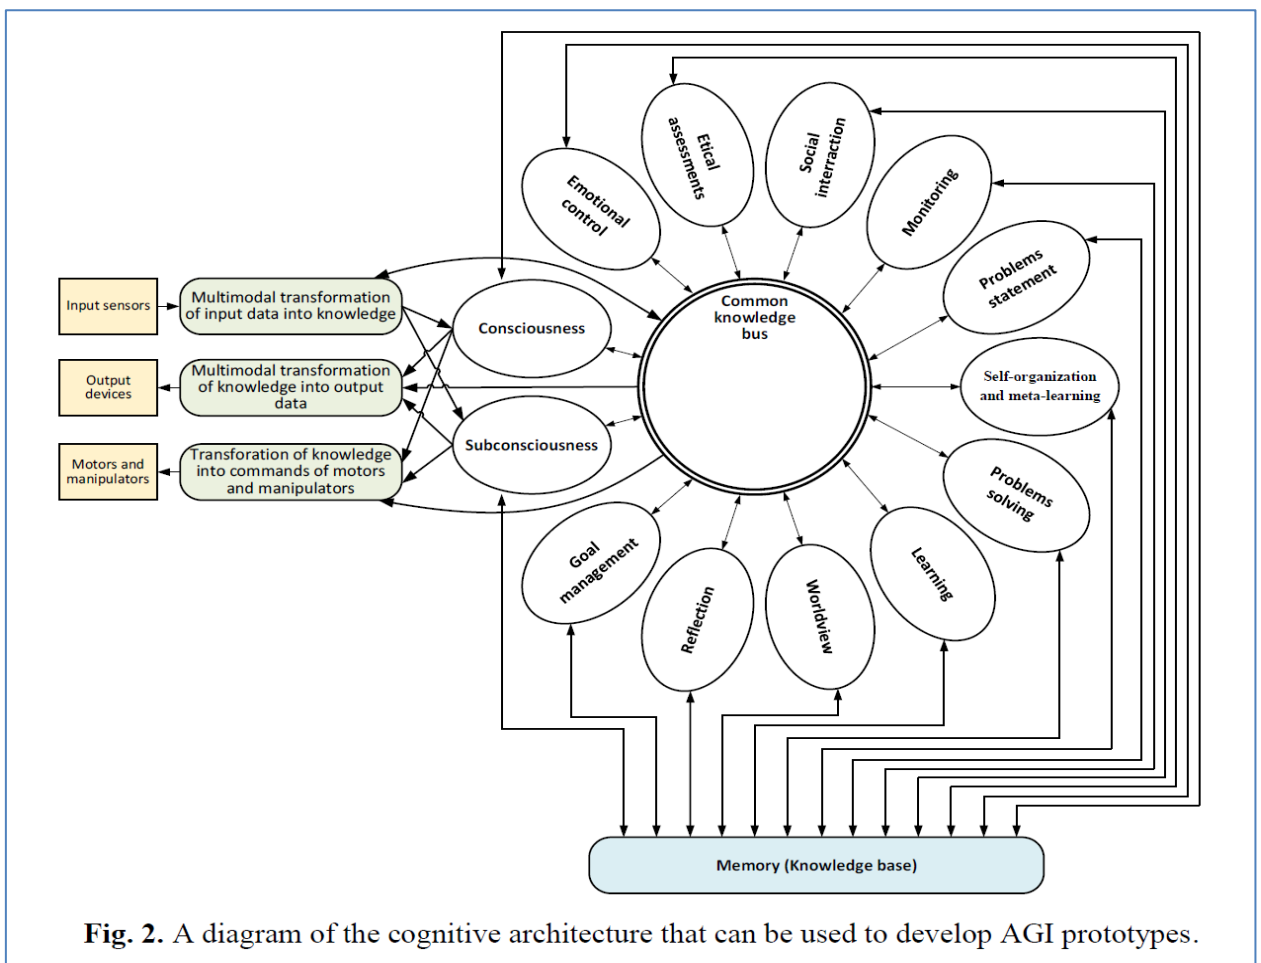 Etical
assessments
Social
interraction
Emotional
control
Monitoring
Problems
statement
Input sensors
Multimodal transformation
of input data into knowledge
Consciousness
Common
knowledge
bus
Output
devices
Multimodal transformation
of knowledge into output
data
Self-organization
and meta-learning
Subconsciousness
Motors and
manipulators
Transforation of knowledge
into commands of motors
and manipulators
Problems
solving
Goal
management
Reflection
Worldview
Learning
Memory (Knowledge base)
Fig. 2. A diagram of the cognitive architecture that can be used to develop AGI prototypes.